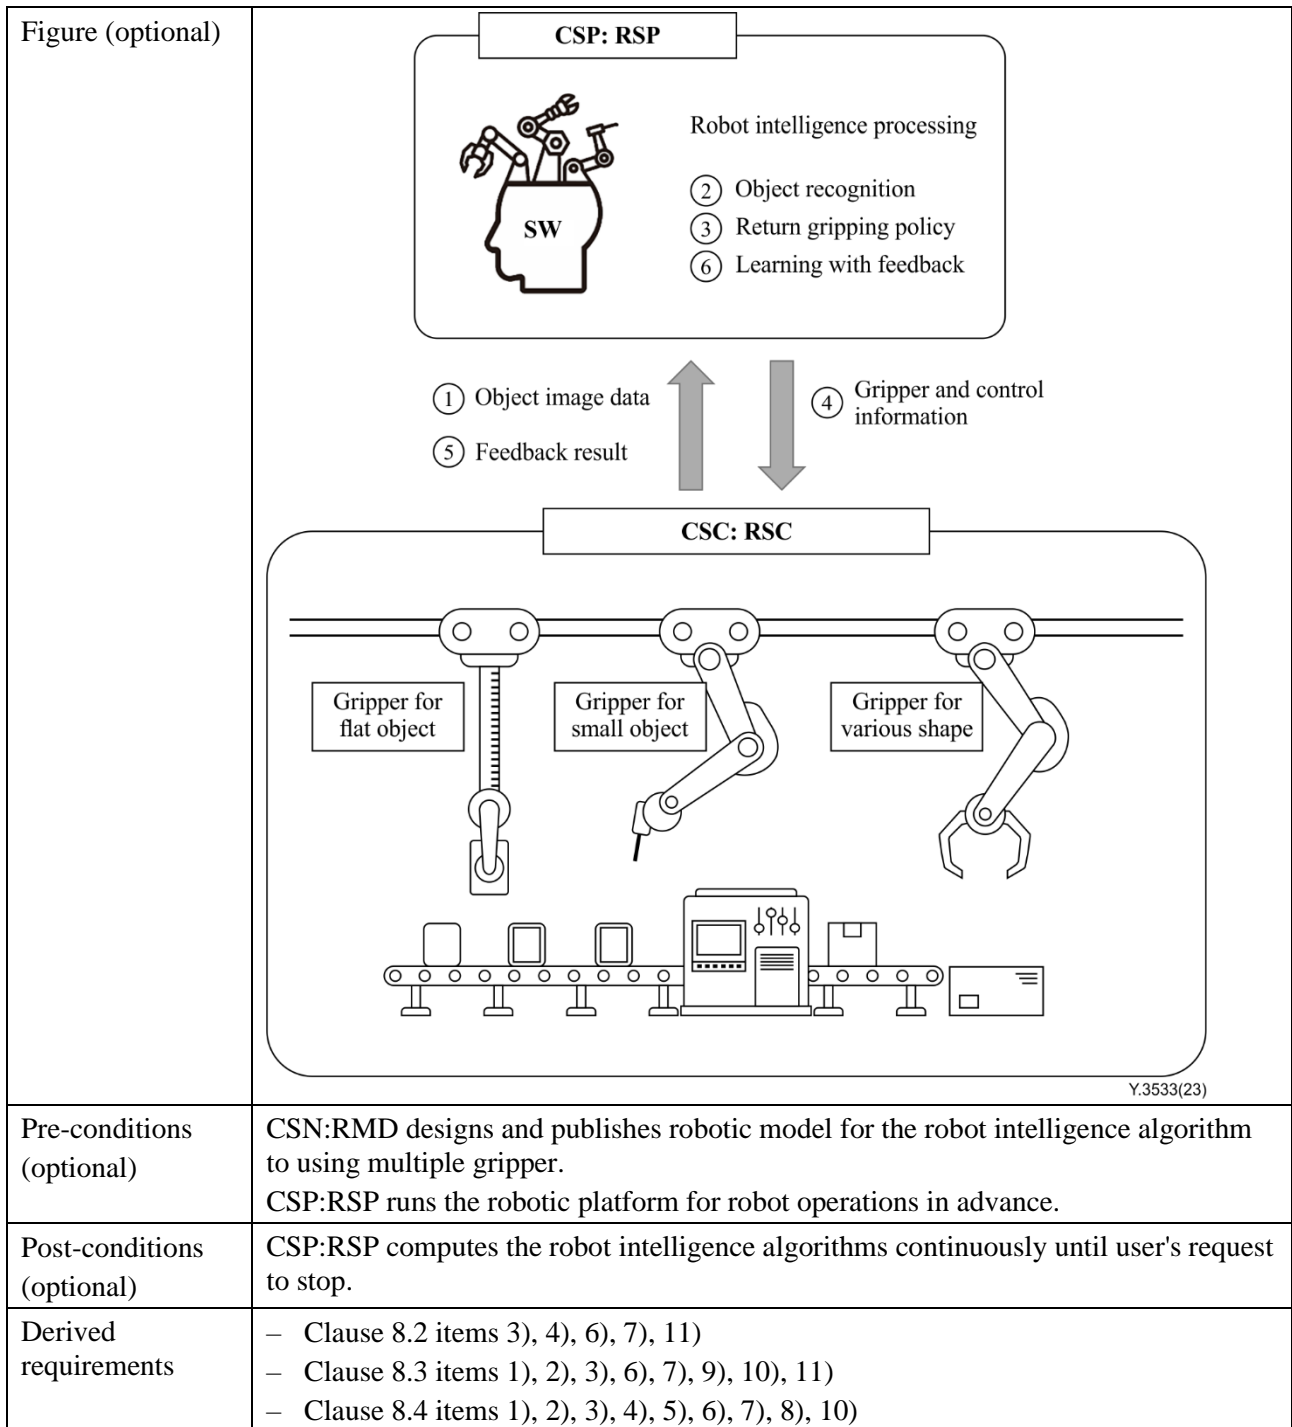 Figure (optional)
CSP: RSP
Robot intelligence processing
SW
2 Object recognition
3 Return gripping policy
6 Learning with feedback
1 Object image data
5 Feedback result
4 Gripper and control
information
CSC: RSC
Gripper for
flat object
Gripper for
small object
Gripper for
various shape
Y.3533(23)
Pre-conditions
(optional)
CSN:RMD designs and publishes robotic model for the robot intelligence algorithm
to using multiple gripper.
CSP:RSP runs the robotic platform for robot operations in advance.
Post-conditions
(optional)
CSP:RSP computes the robot intelligence algorithms continuously until user's request
to stop.
Derived
requirements
– Clause 8.2 items 3), 4), 6), 7), 11)
– Clause 8.3 items 1), 2), 3), 6), 7), 9), 10), 11)
– Clause 8.4 items 1), 2), 3), 4), 5), 6), 7), 8), 10)